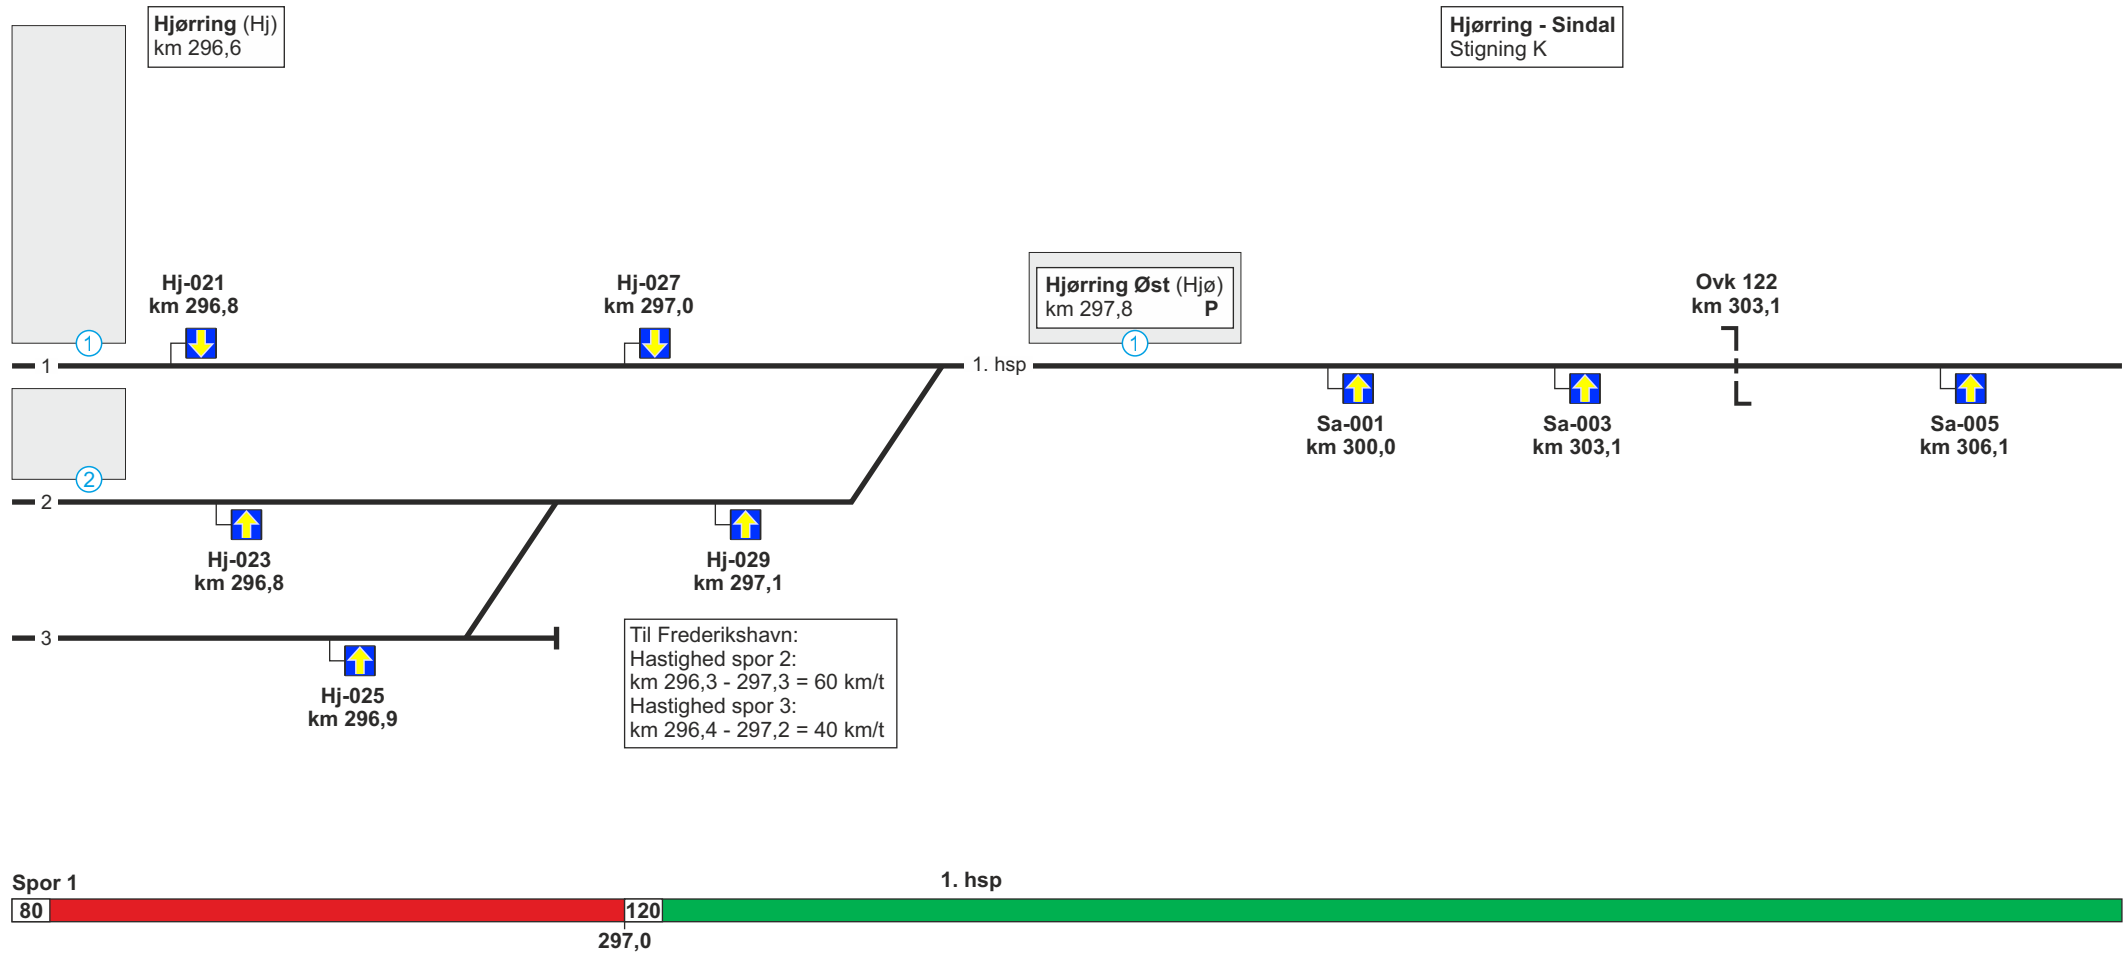 Hjørring (Hj)
km 296,6
Hjørring - Sindal
Stigning K
Hj-021
km 296,8
Hj-027
km 297,0
Hjørring Øst (Hjø)
km 297,8 P
Ovk 122
km 303,1
1
1
1
1. hsp
Sa-001
km 300,0
Sa-003
km 303,1
Sa-005
km 306,1
2
2
Hj-023
km 296,8
Hj-029
km 297,1
3
Hj-025
km 296,9
Til Frederikshavn:
Hastighed spor 2:
km 296,3 - 297,3 = 60 km/t
Hastighed spor 3:
km 296,4 - 297,2 = 40 km/t
Spor 1
1. hsp
80
120
297,0